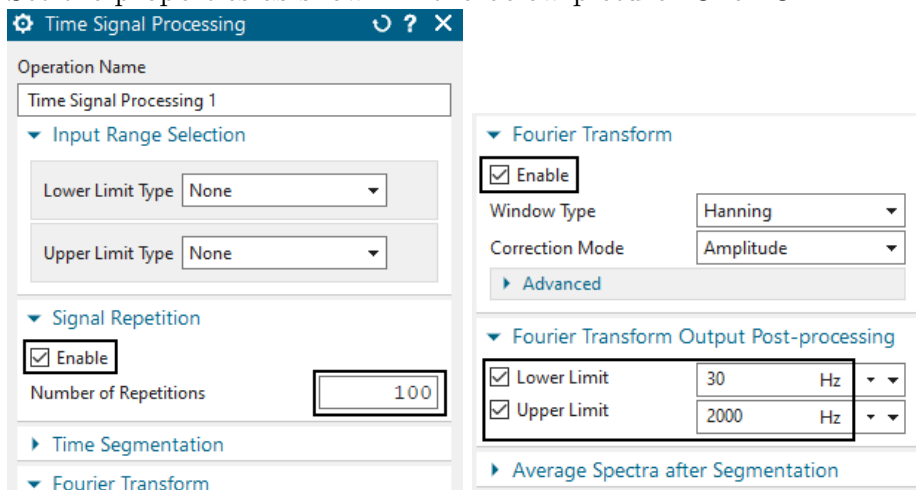 Time Signal Processing
Operation Name
Time Signal Processing 1
Input Range Selection
Lower Limit Type None
Upper Limit Type None
Signal Repetition
Enable
Number of Repetitions 100
Time Segmentation
Fourier Transform
Fourier Transform
Enable
Window Type Hanning
Correction Mode Amplitude
Advanced
Fourier Transform Output Post-processing
Lower Limit 30 Hz
Upper Limit 2000 Hz
Average Spectra after Segmentation